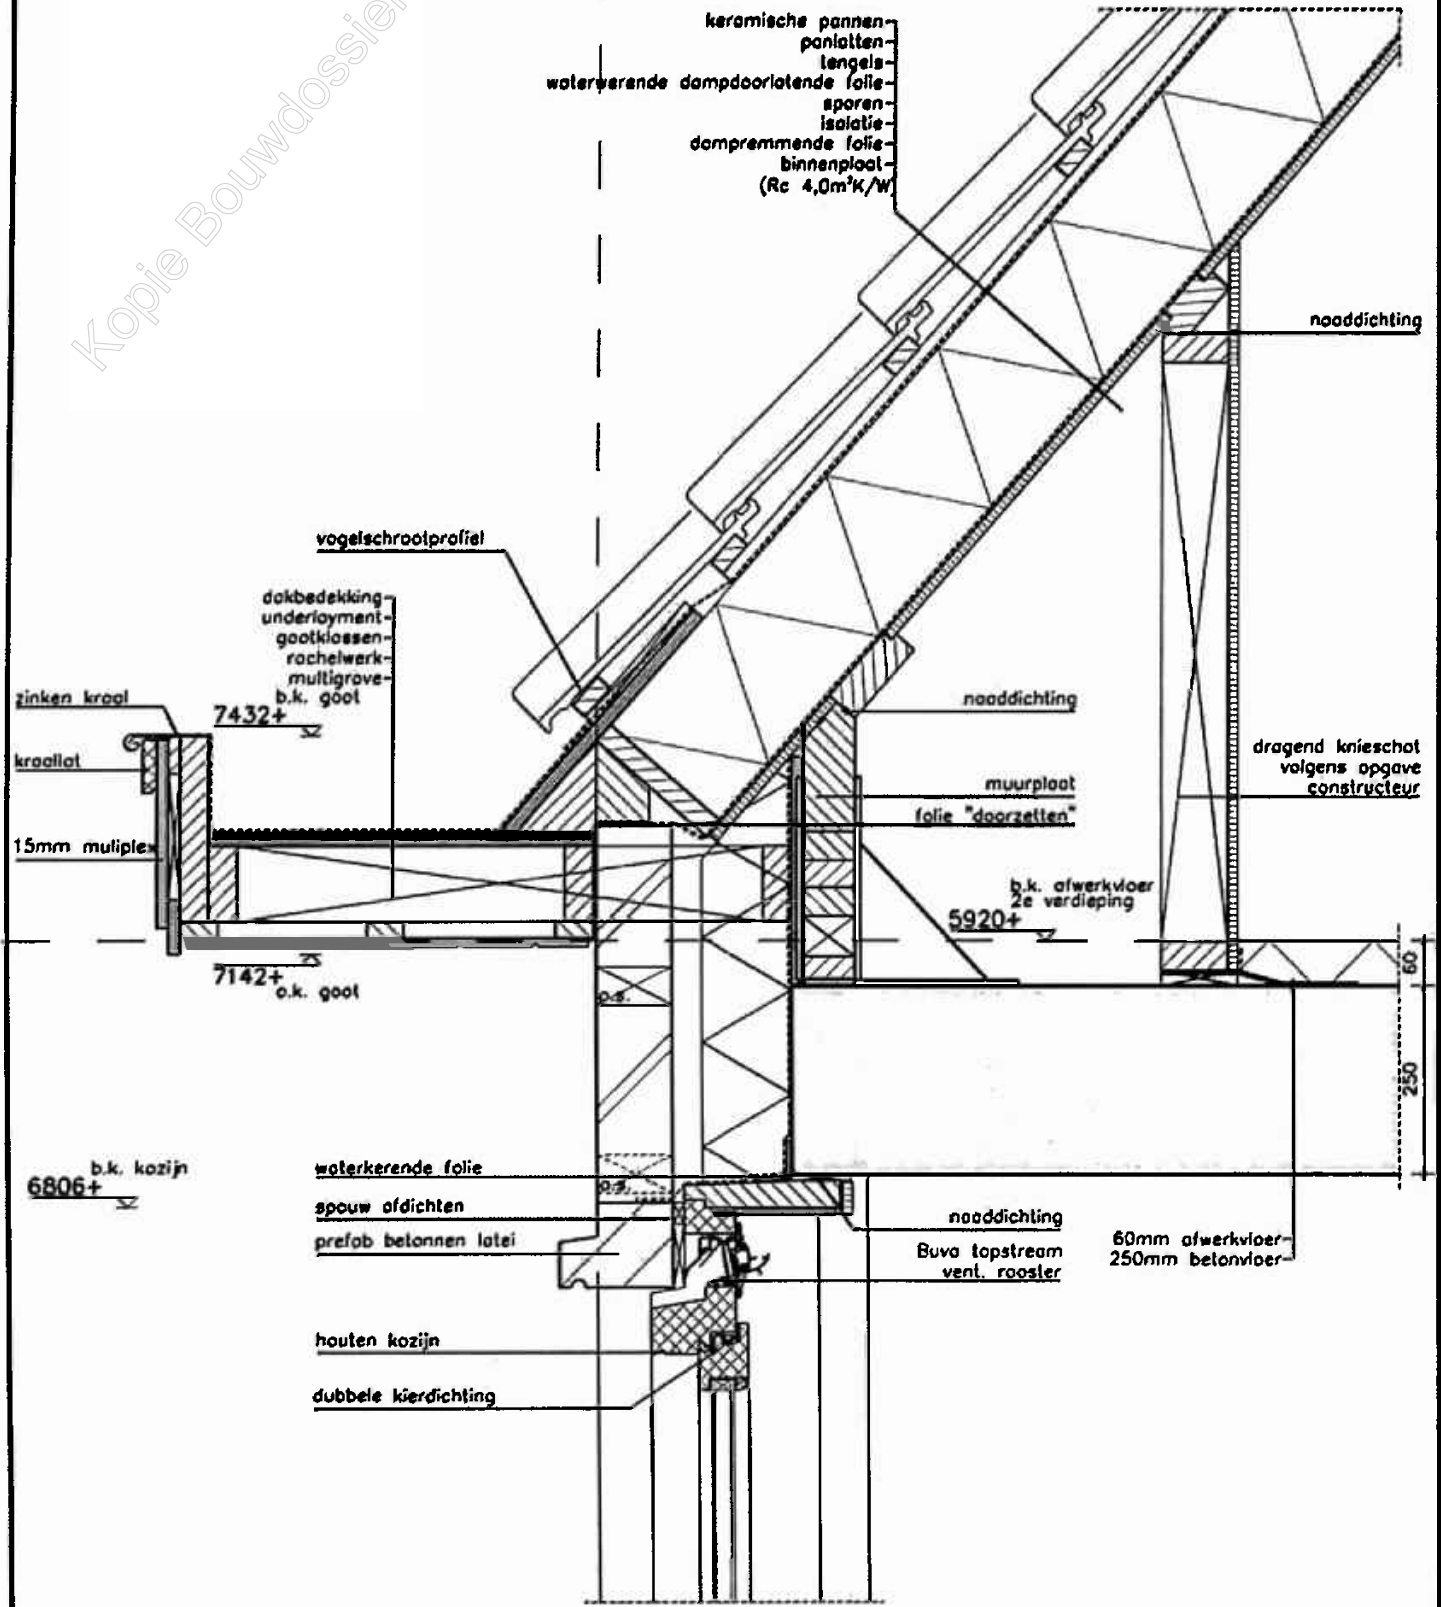 Kopie Bouwdossier
keramische pannen
panlatten
tengels
waterwerende dampdoorlatende folie
sporen
isolatie
dampremmende folie
binnenplaat
(Rc 4,0m²K/W
naaddichting
vogelschrootprofiel
dakbedekking
underlayment
gootklossen
rachelwerk
multigrove
b.k. goot
7432+
zinken kraal
kraallat
15mm muliplex
7142+
o.k. goot
naaddichting
muurplaat
folie "doorzetten"
dragend knieschot
volgens opgave
constructeur
b.k. afwerkvloer
2e verdieping
5920+
60
250
o.s.
o.s.
b.k. kozijn
6806+
waterkerende folie
spouw afdichten
prefab betonnen latei
naaddichting
Buva topstream
vent. rooster
60mm afwerkvloer
250mm betonvloer
houten kozijn
dubbele kierdichting